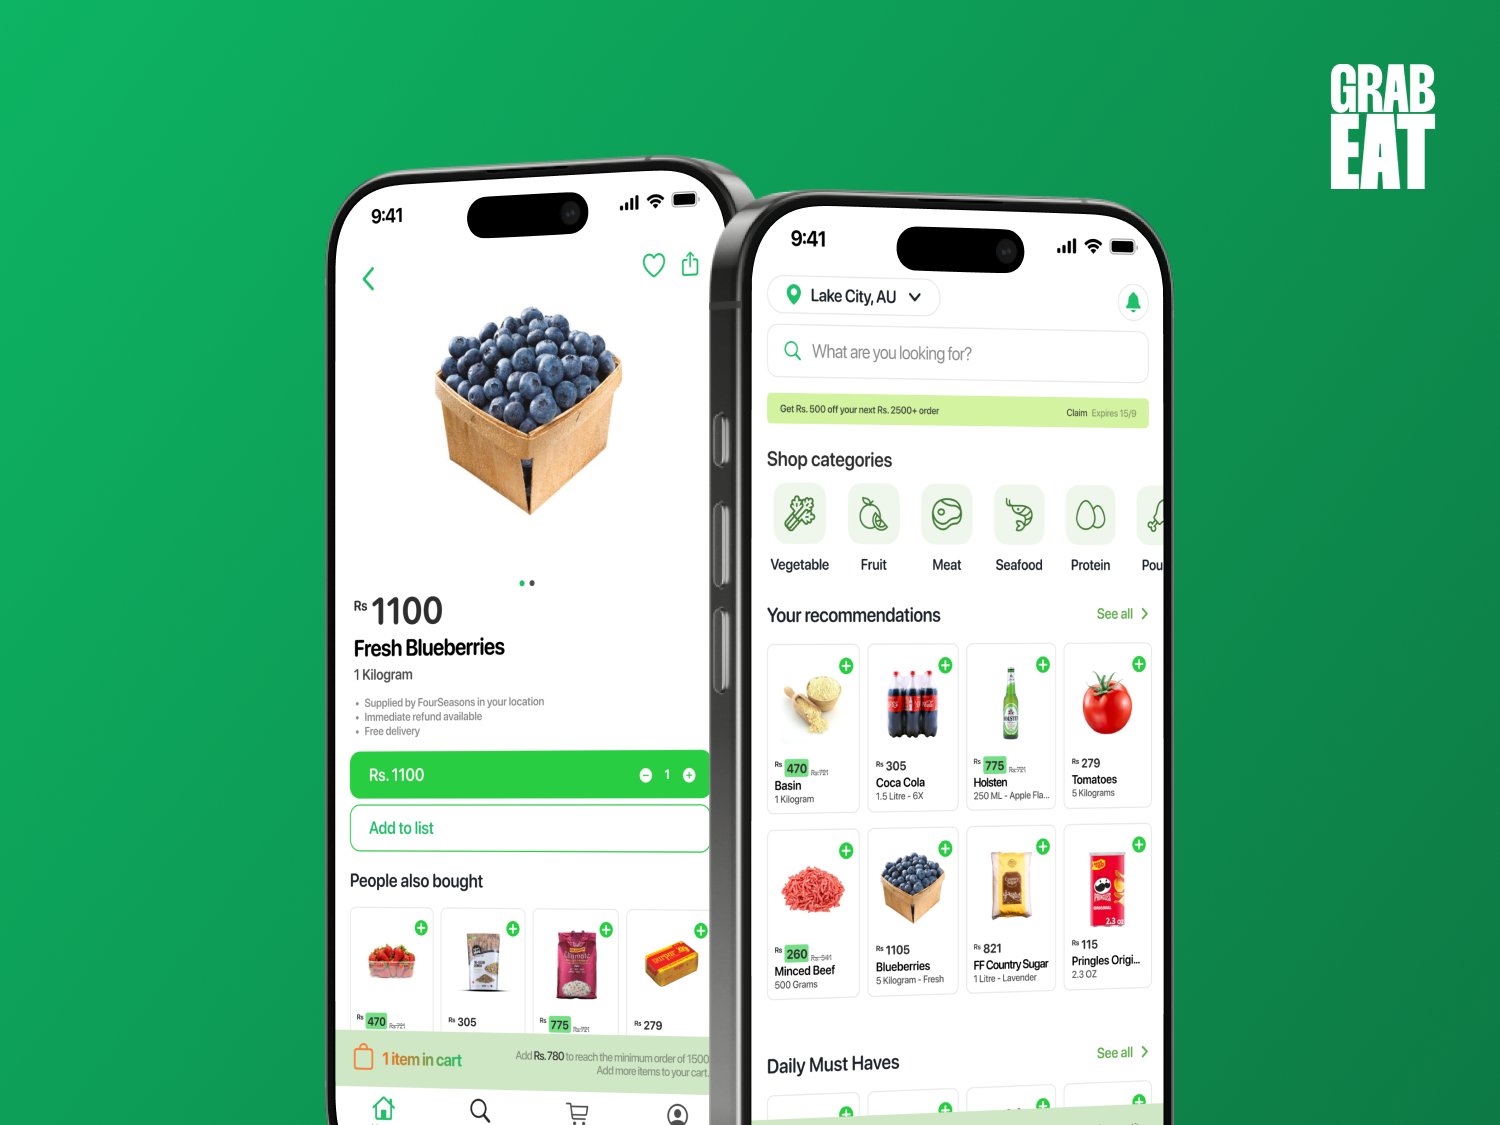 GRAB
EAT
9:41
Rs 1100
Fresh Blueberries
1 Kilogram
• Supplied by FourSeasons in your location
• Immediate refund available
• Free delivery
Rs. 1100
1
Add to list
People also bought
Rs 470 Rs. 721
Rs 305
Rs 775 Rs. 721
Rs 279
1 item in cart
Add Rs. 780 to reach the minimum order of 1500
Add more items to your cart.
9:41
Lake City, AU
What are you looking for?
Get Rs. 500 off your next Rs. 2500+ order
Claim Expires 15/9
Shop categories
Vegetable
Fruit
Meat
Seafood
Protein
Pou
Your recommendations
See all
Rs 470 Rs. 721
Basin
1 Kilogram
Rs 305
Coca Cola
1.5 Litre - 6X
Rs 775 Rs. 721
Holsten
250 ML - Apple Fla...
Rs 279
Tomatoes
5 Kilograms
PRINGLES
ORIGINAL
2.3 oz
Rs 260 Rs. 541
Minced Beef
500 Grams
Rs 1105
Blueberries
5 Kilogram - Fresh
Rs 821
FF Country Sugar
1 Litre - Lavender
Rs 115
Pringles Origi...
2.3 OZ
Daily Must Haves
See all